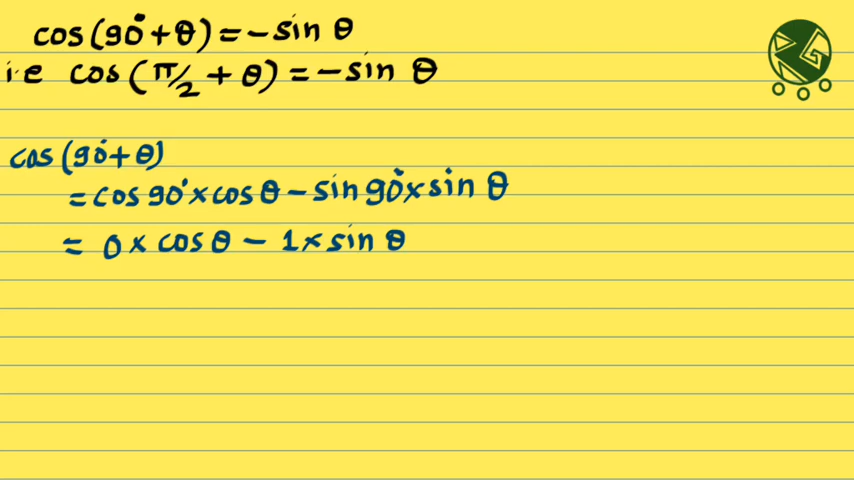 cos (90° + θ) = - sin θ
i.e cos ( π/2 + θ) = - sin θ
cos (90° + θ)
= cos 90° × cos θ - sin 90° × sin θ
= 0 × cos θ - 1 × sin θ